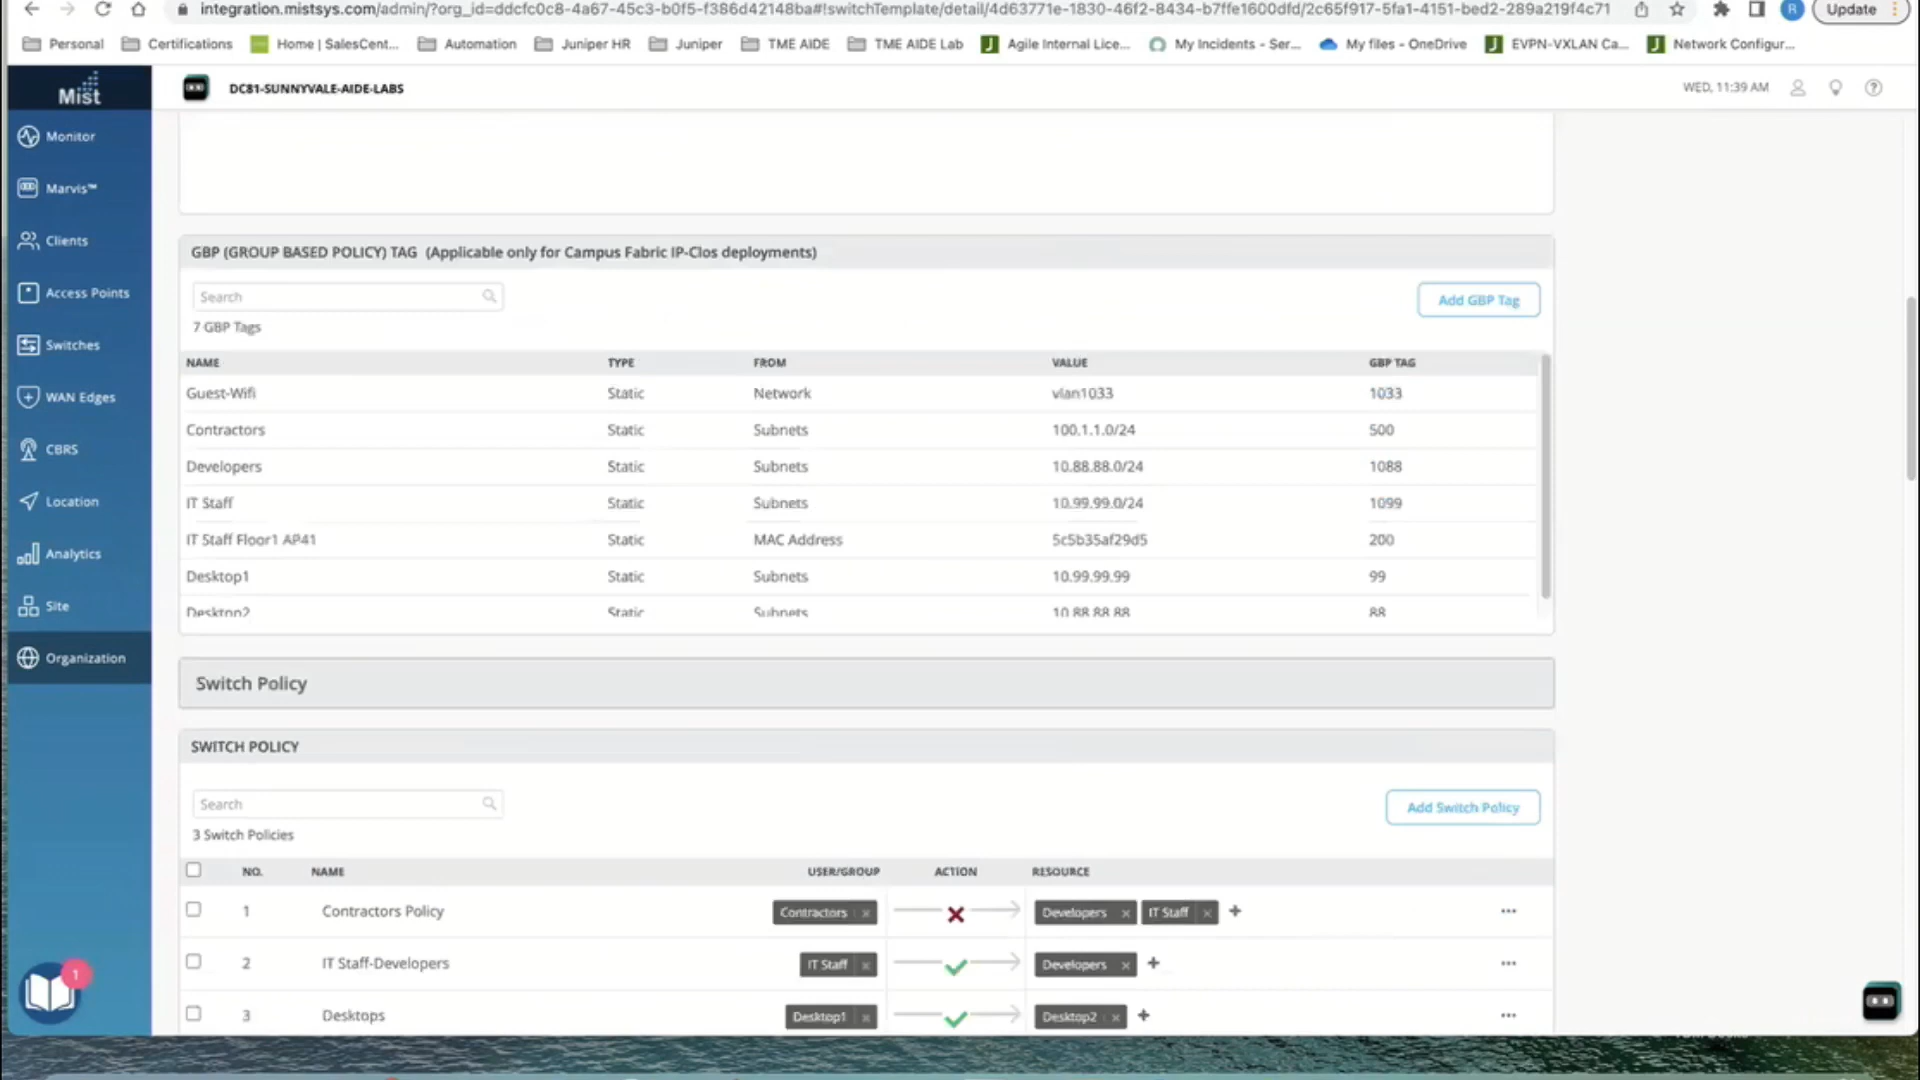 integration.mistsys.com/admin/?org_id=ddcfc0c8-4a67-45c3-b0f5-f386d42148ba#!switchTemplate/detail/4d63771e-1830-46f2-8434-b7ffe1600dfd/2c65f917-5fa1-4151-bed2-289a219f4c71
B
Update
Personal
Certifications
Home | SalesCent...
Automation
Juniper HR
Juniper
TME AIDE
TME AIDE Lab
Agile Internal Lice...
My Incidents - Ser...
My files - OneDrive
EVPN-VXLAN Ca...
Network Configur...
Mist
DC81-SUNNYVALE-AIDE-LABS
WED, 11:39 AM
Monitor
Marvis™
Clients
Access Points
Switches
WAN Edges
CBRS
Location
Analytics
Site
Organization
1
GBP (GROUP BASED POLICY) TAG (Applicable only for Campus Fabric IP-Clos deployments)
Search
Add GBP Tag
7 GBP Tags
NAME TYPE FROM VALUE GBP TAG
Guest-Wifi Static Network vlan1033 1033
Contractors Static Subnets 100.1.1.0/24 500
Developers Static Subnets 10.88.88.0/24 1088
IT Staff Static Subnets 10.99.99.0/24 1099
IT Staff Floor1 AP41 Static MAC Address 5c5b35af29d5 200
Desktop1 Static Subnets 10.99.99.99 99
Desktop2 Static Subnets 10.88.88.88 88
Switch Policy
SWITCH POLICY
Search
Add Switch Policy
3 Switch Policies
NO. NAME USER/GROUP ACTION RESOURCE
1 Contractors Policy Contractors × Developers × IT Staff × + ...
2 IT Staff-Developers IT Staff × Developers × + ...
3 Desktops Desktop1 × Desktop2 × + ...